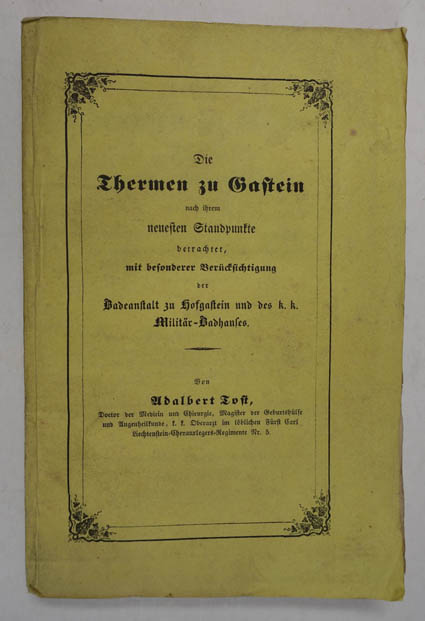 Die
Thermen zu Gastein
nach ihrem
neuesten Standpunkte
betrachtet,
mit besonderer Berücksichtigung
der
Badeanstalt zu Hofgastein und des k. k.
Militär-Badhauses.
Von
Adalbert Tost,
Doctor der Medicin und Chirurgie, Magister der Geburtshülfe
und Augenheilkunde, k. k. Oberarzt im löblichen Fürst Carl
Liechtenstein-Chevauxlegers-Regimente Nr. 5.